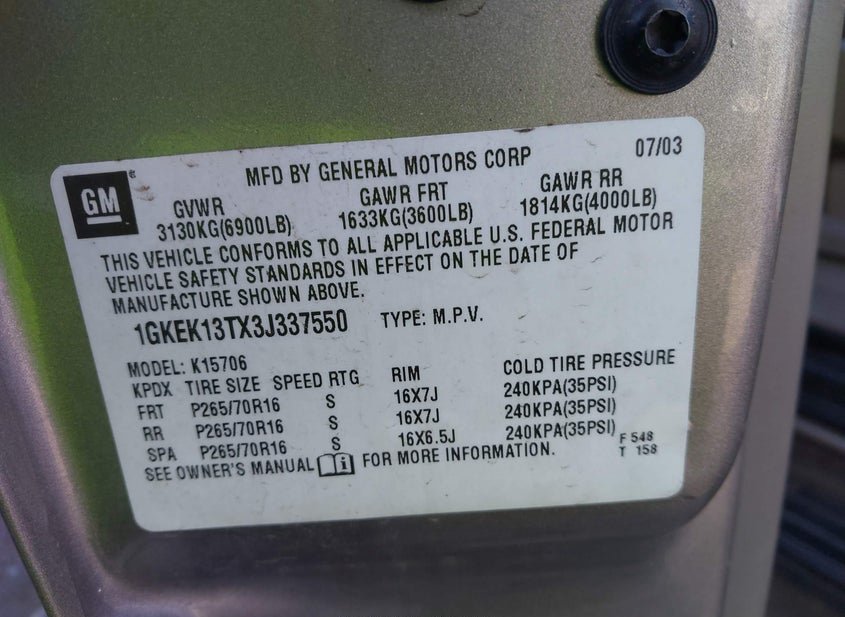 GM
MFD BY GENERAL MOTORS CORP 07/03
GVWR GAWR FRT GAWR RR
3130KG(6900LB) 1633KG(3600LB) 1814KG(4000LB)
THIS VEHICLE CONFORMS TO ALL APPLICABLE U.S. FEDERAL MOTOR
VEHICLE SAFETY STANDARDS IN EFFECT ON THE DATE OF
MANUFACTURE SHOWN ABOVE.
1GKEK13TX3J337550 TYPE: M.P.V.
MODEL: K15706
KPDX TIRE SIZE SPEED RTG RIM COLD TIRE PRESSURE
FRT P265/70R16 S 16X7J 240KPA(35PSI)
RR P265/70R16 S 16X7J 240KPA(35PSI)
SPA P265/70R16 S 16X6.5J 240KPA(35PSI)
SEE OWNER'S MANUAL i FOR MORE INFORMATION.
F 548
T 158